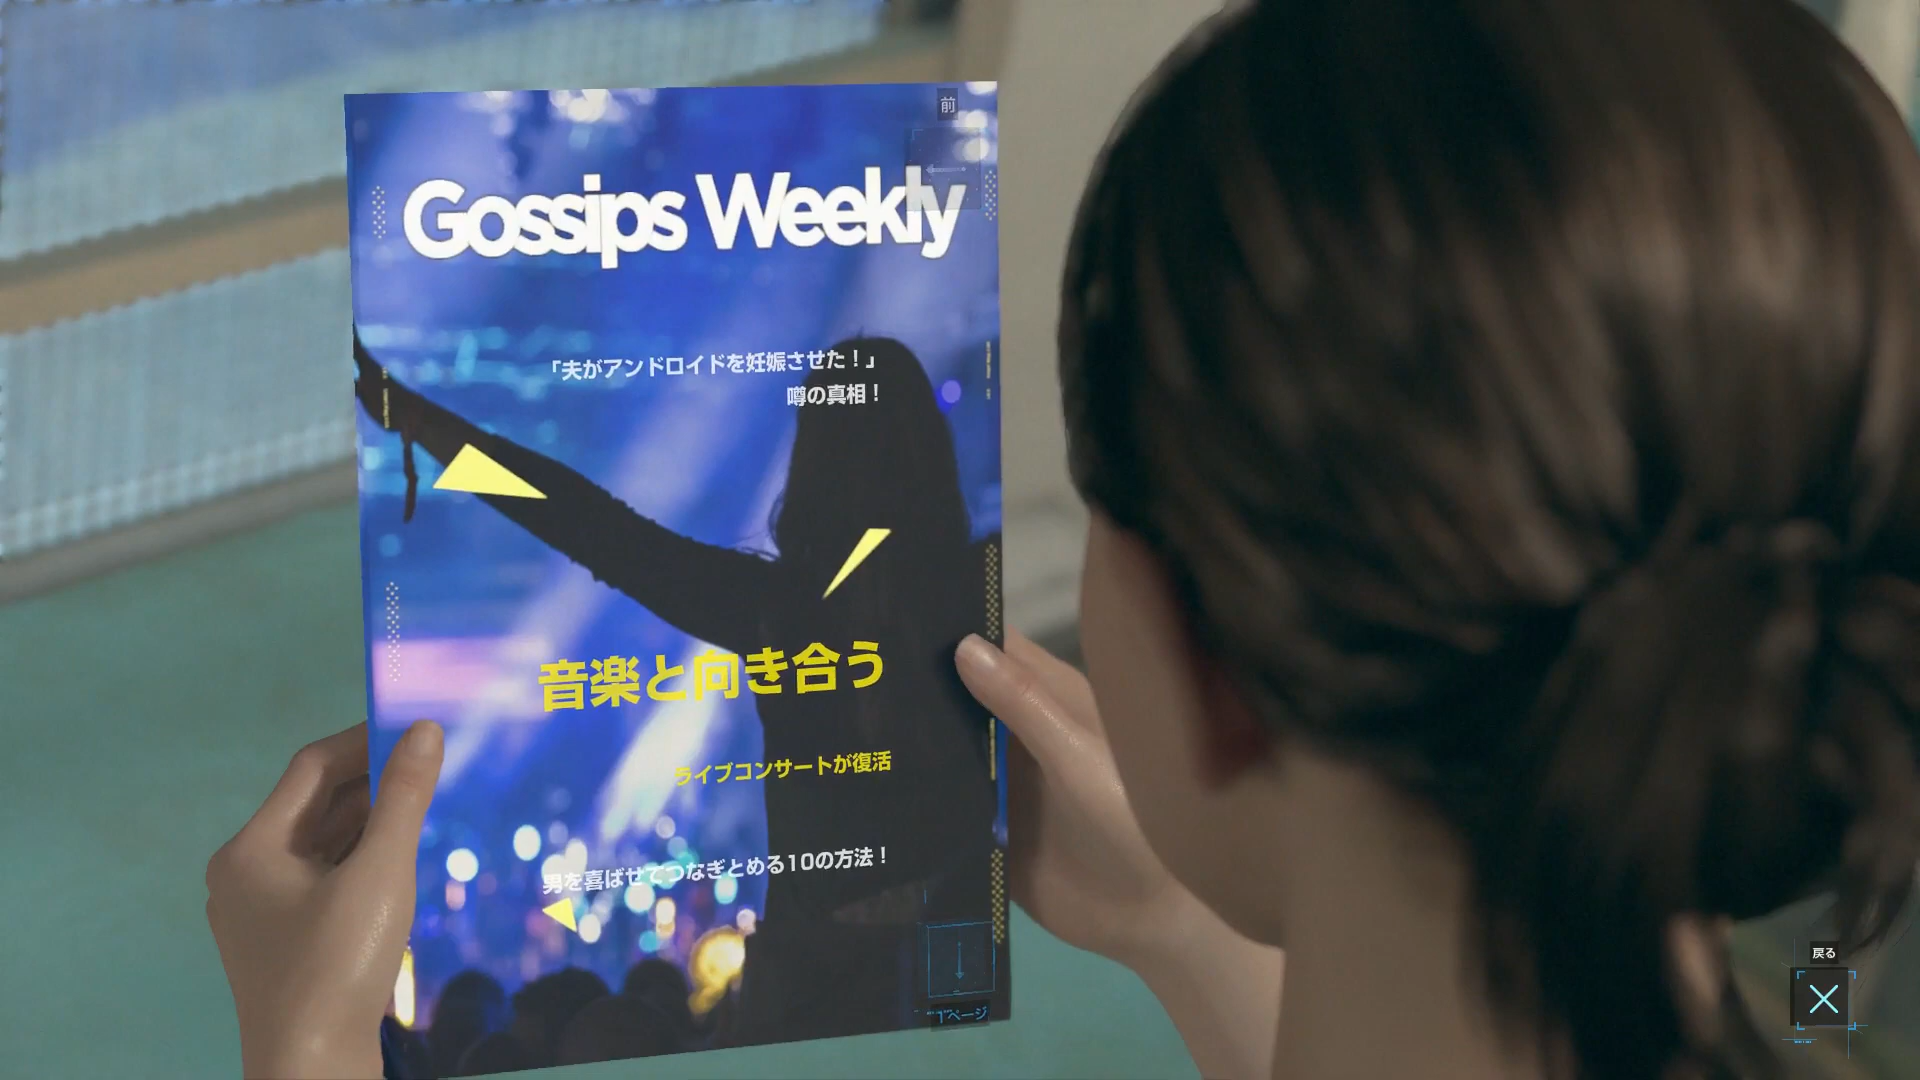 前
Gossips Weekly
「夫がアンドロイドを妊娠させた！」
噂の真相！
音楽と向き合う
ライブコンサートが復活
男を喜ばせてつなぎとめる10の方法！
戻る
1ページ